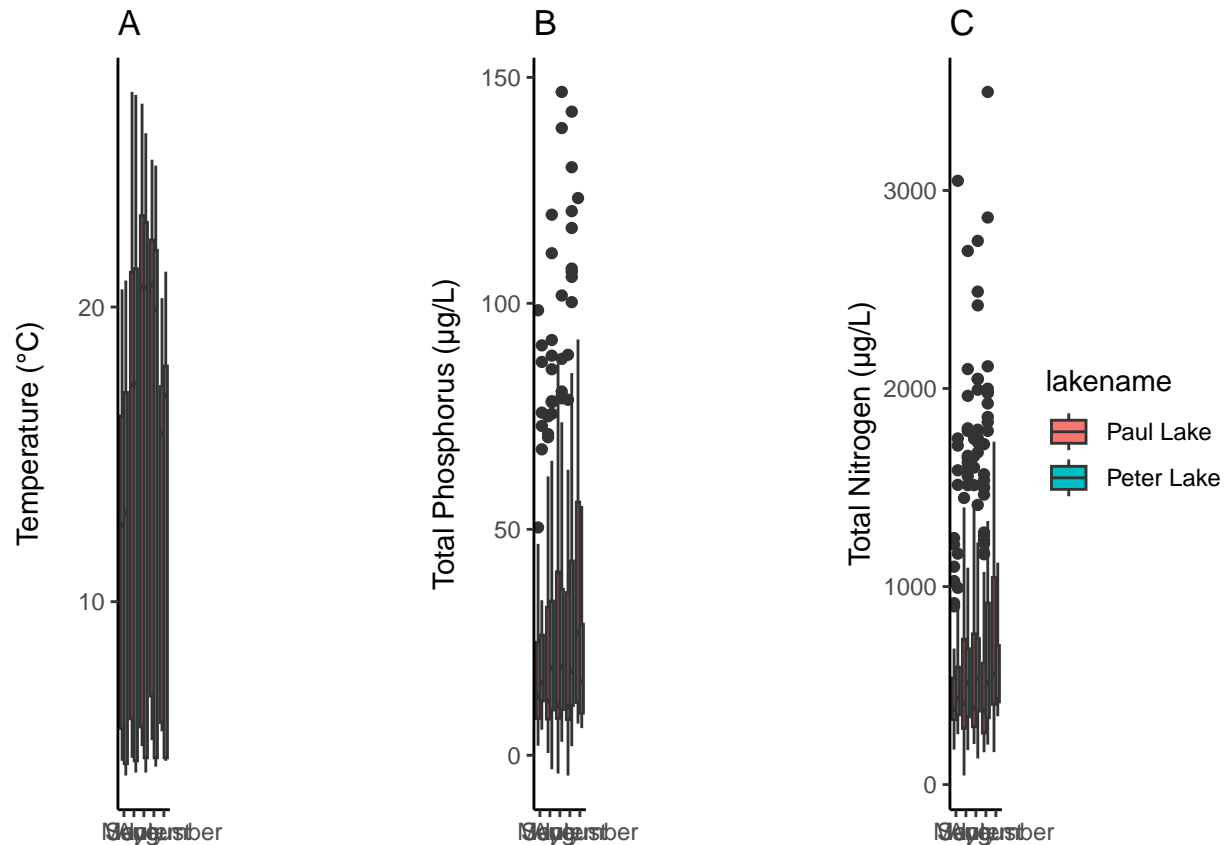 A
B
C
Temperature (°C)
20
10
Total Phosphorus (µg/L)
150
100
50
0
Total Nitrogen (µg/L)
3000
2000
1000
0
lakename
Paul Lake
Peter Lake